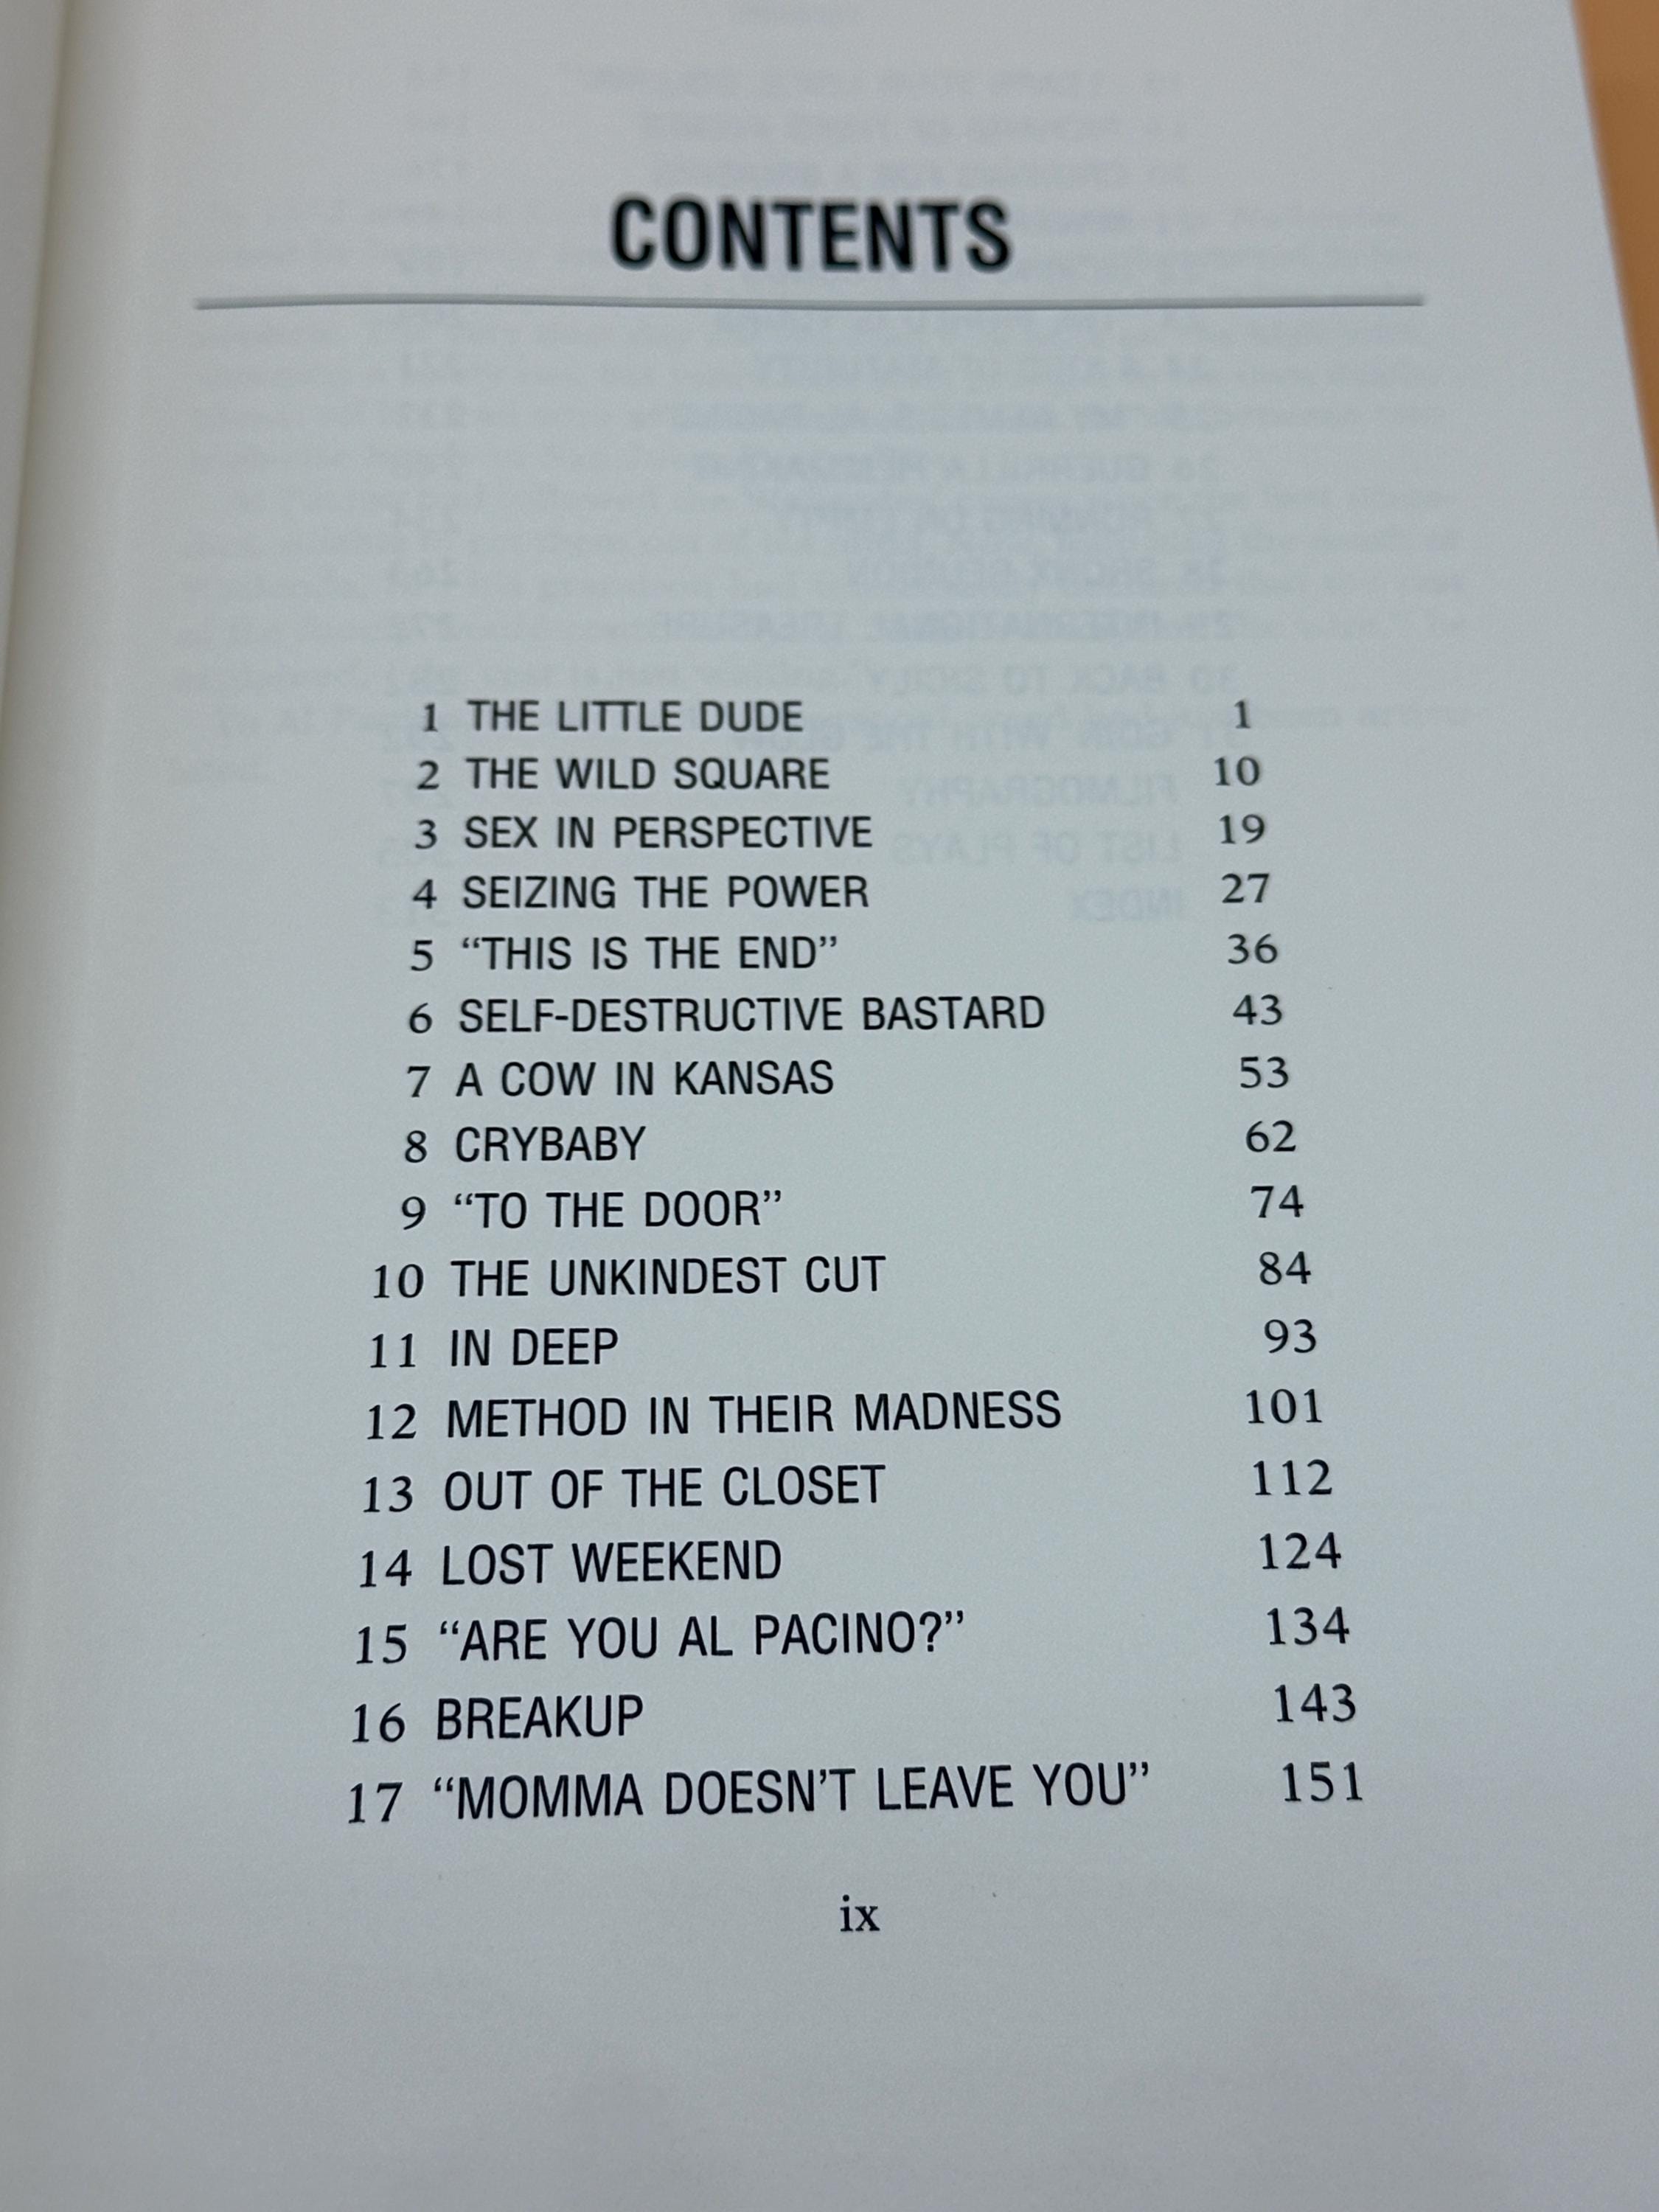 CONTENTS
1 THE LITTLE DUDE 1
2 THE WILD SQUARE 10
3 SEX IN PERSPECTIVE 19
4 SEIZING THE POWER 27
5 “THIS IS THE END” 36
6 SELF-DESTRUCTIVE BASTARD 43
7 A COW IN KANSAS 53
8 CRYBABY 62
9 “TO THE DOOR” 74
10 THE UNKINDEST CUT 84
11 IN DEEP 93
12 METHOD IN THEIR MADNESS 101
13 OUT OF THE CLOSET 112
14 LOST WEEKEND 124
15 “ARE YOU AL PACINO?” 134
16 BREAKUP 143
17 “MOMMA DOESN’T LEAVE YOU” 151
ix